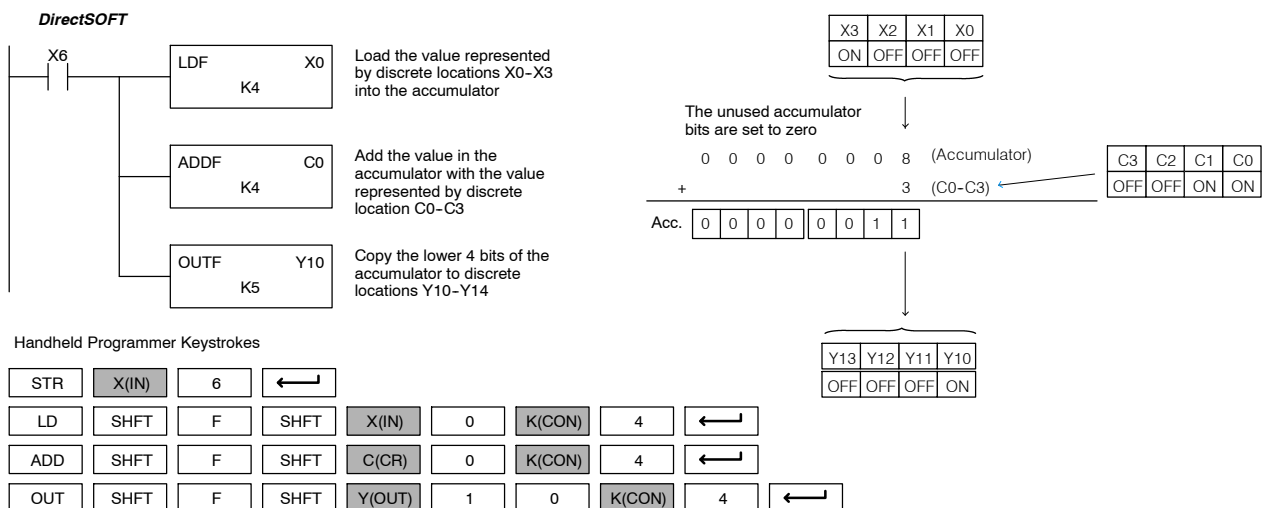 DirectSOFT
X6
LDF X0
K4
Load the value represented
by discrete locations X0-X3
into the accumulator
ADDF C0
K4
Add the value in the
accumulator with the value
represented by discrete
location C0-C3
OUTF Y10
K5
Copy the lower 4 bits of the
accumulator to discrete
locations Y10-Y14
X3 X2 X1 X0
ON OFF OFF OFF
The unused accumulator
bits are set to zero
0 0 0 0 0 0 0 8 (Accumulator)
+ 3 (C0-C3)
C3 C2 C1 C0
OFF OFF ON ON
Acc. 0 0 0 0 0 0 1 1
Y13 Y12 Y11 Y10
OFF OFF OFF ON
Handheld Programmer Keystrokes
STR X(IN) 6
LD SHFT F SHFT X(IN) 0 K(CON) 4
ADD SHFT F SHFT C(CR) 0 K(CON) 4
OUT SHFT F SHFT Y(OUT) 1 0 K(CON) 4